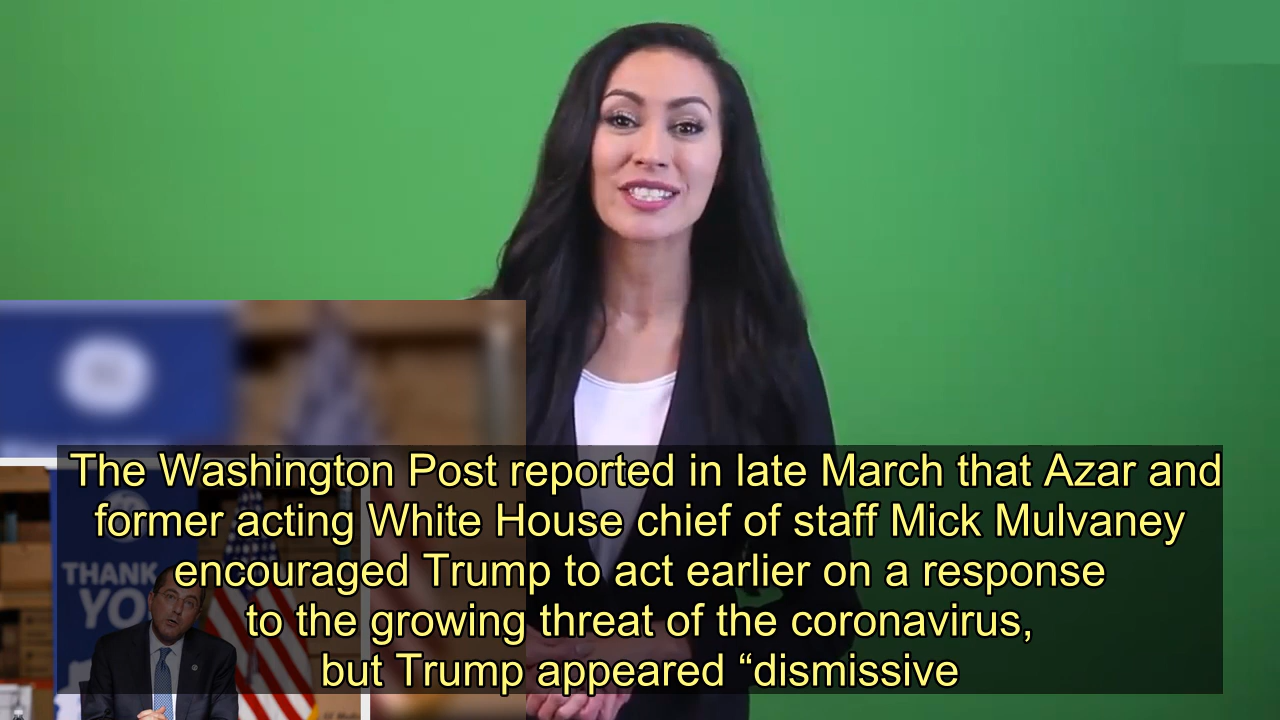 The Washington Post reported in late March that Azar and
former acting White House chief of staff Mick Mulvaney
encouraged Trump to act earlier on a response
to the growing threat of the coronavirus,
but Trump appeared “dismissive
THANK
YO